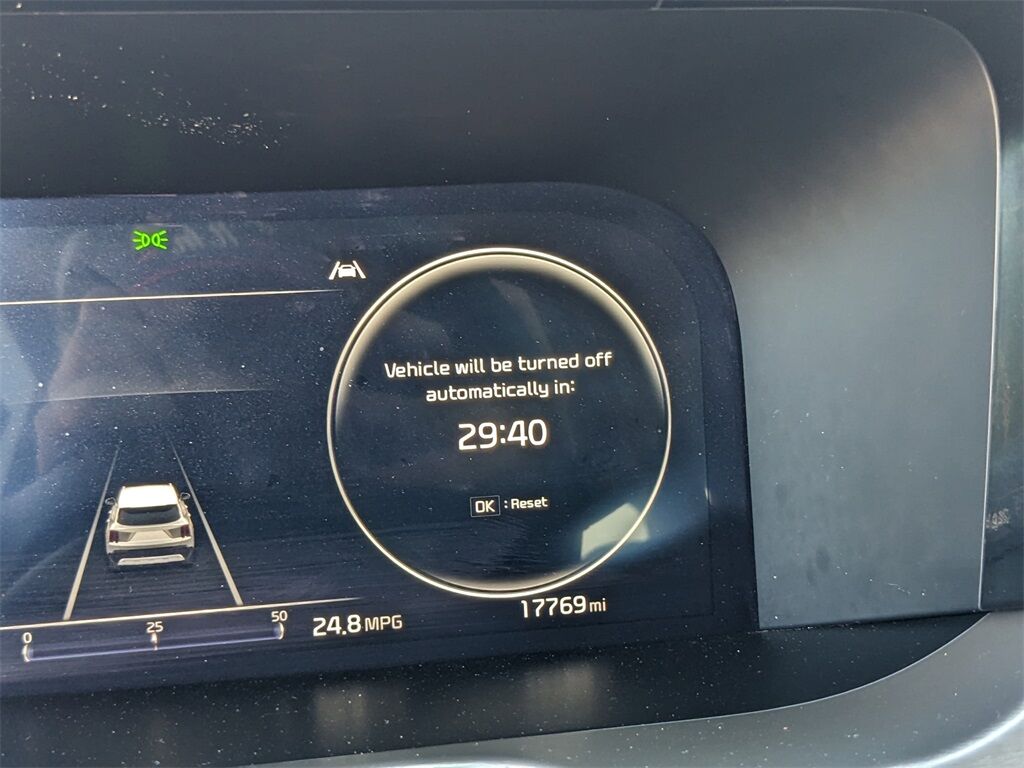 Vehicle will be turned off
automatically in:
29:40
OK : Reset
17769 mi
24.8 MPG
0 25 50